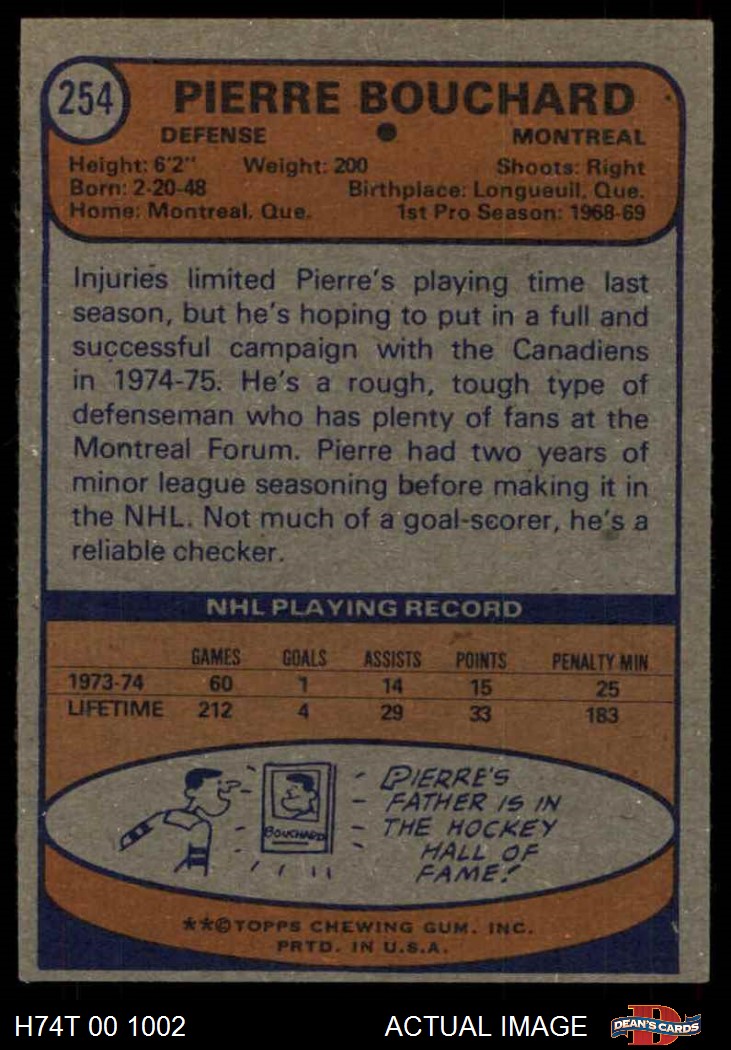 254
PIERRE BOUCHARD
DEFENSE ● MONTREAL
Height: 6'2" Weight: 200 Shoots: Right
Born: 2-20-48 Birthplace: Longueuil, Que.
Home: Montreal, Que. 1st Pro Season: 1968-69
Injuries limited Pierre's playing time last
season, but he's hoping to put in a full and
successful campaign with the Canadiens
in 1974-75. He's a rough, tough type of
defenseman who has plenty of fans at the
Montreal Forum. Pierre had two years of
minor league seasoning before making it in
the NHL. Not much of a goal-scorer, he's a
reliable checker.
NHL PLAYING RECORD
GAMES GOALS ASSISTS POINTS PENALTY MIN
1973-74 60 1 14 15 25
LIFETIME 212 4 29 33 183
BOUCHARD
PIERRE'S
FATHER IS IN
THE HOCKEY
HALL OF
FAME!
**©TOPPS CHEWING GUM, INC.
PRTD. IN U.S.A.
H74T 00 1002 ACTUAL IMAGE
D
DEAN'S CARDS